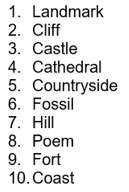 1. Landmark
2. Cliff
3. Castle
4. Cathedral
5. Countryside
6. Fossil
7. Hill
8. Poem
9. Fort
10. Coast